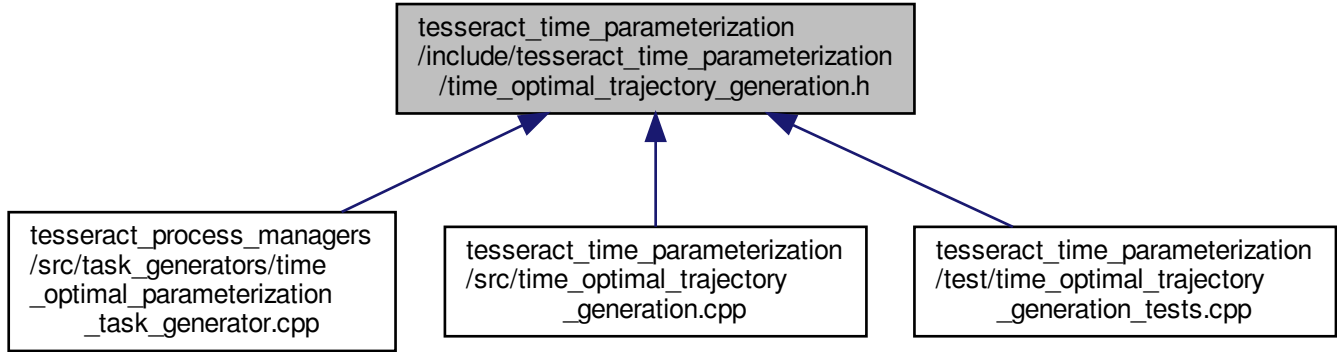 tesseract_time_parameterization
/include/tesseract_time_parameterization
/time_optimal_trajectory_generation.h
tesseract_process_managers
/src/task_generators/time
_optimal_parameterization
_task_generator.cpp
tesseract_time_parameterization
/src/time_optimal_trajectory
_generation.cpp
tesseract_time_parameterization
/test/time_optimal_trajectory
_generation_tests.cpp